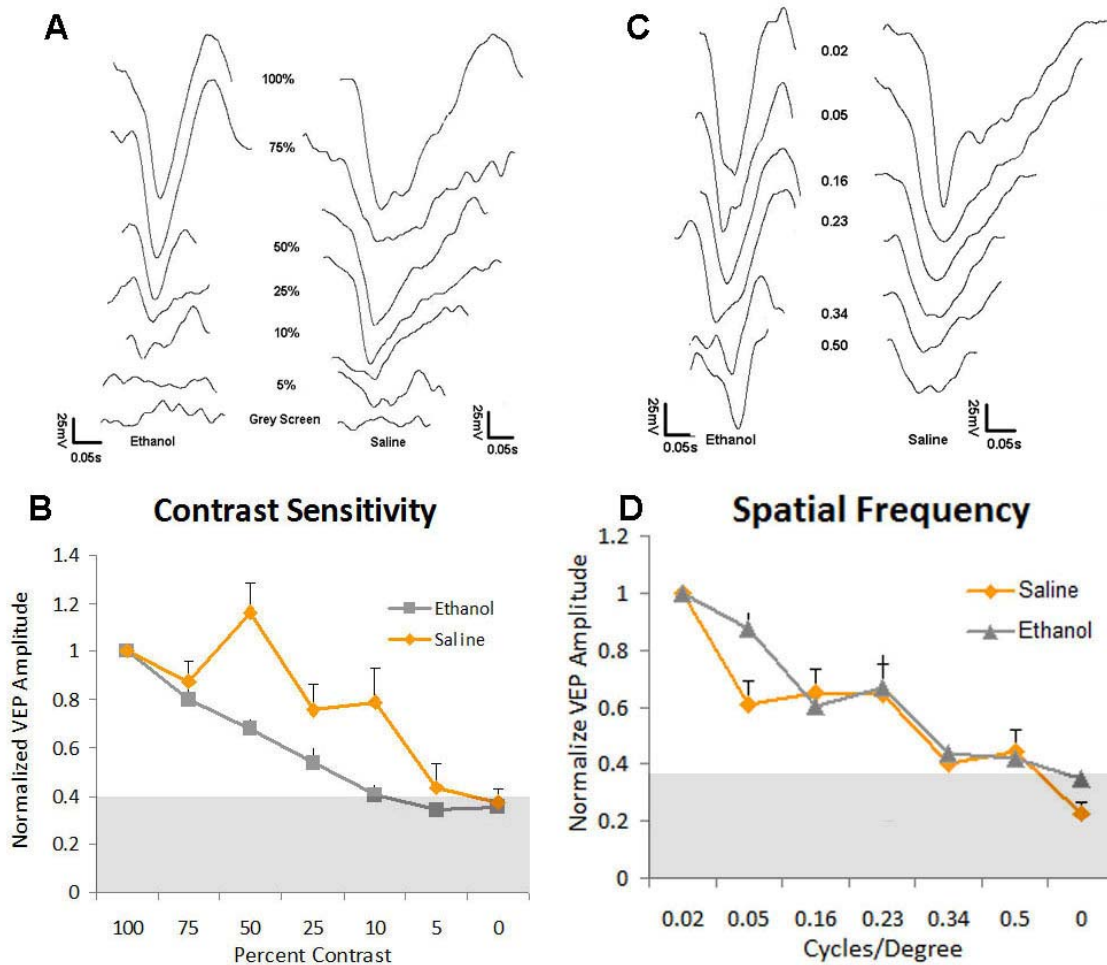 A
100%
75%
50%
25%
10%
5%
Grey Screen
25mV
0.05s
Ethanol
Saline
25mV
0.05s
C
0.02
0.05
0.16
0.23
0.34
0.50
25mV
0.05s
Ethanol
Saline
25mV
0.05s
B
Contrast Sensitivity
Normalized VEP Amplitude
1.4
1.2
1
0.8
0.6
0.4
0.2
0
Ethanol
Saline
100 75 50 25 10 5 0
Percent Contrast
D
Spatial Frequency
Normalize VEP Amplitude
1.2
1
0.8
0.6
0.4
0.2
0
Saline
Ethanol
0.02 0.05 0.16 0.23 0.34 0.5 0
Cycles/Degree